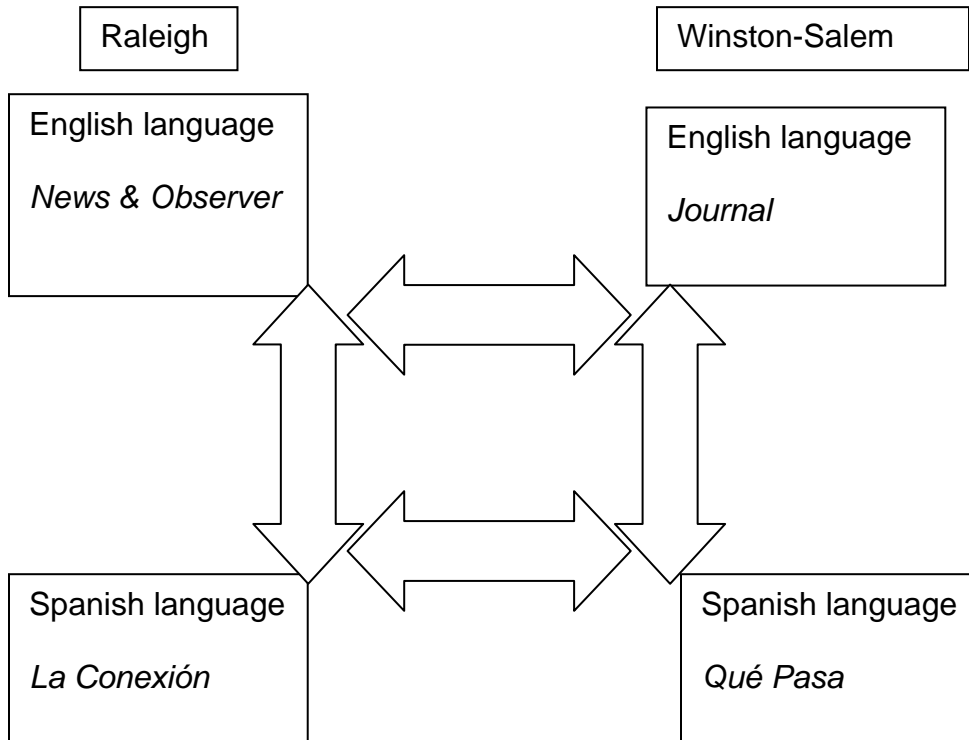 Raleigh
Winston-Salem
English language
News & Observer
English language
Journal
Spanish language
La Conexión
Spanish language
Qué Pasa